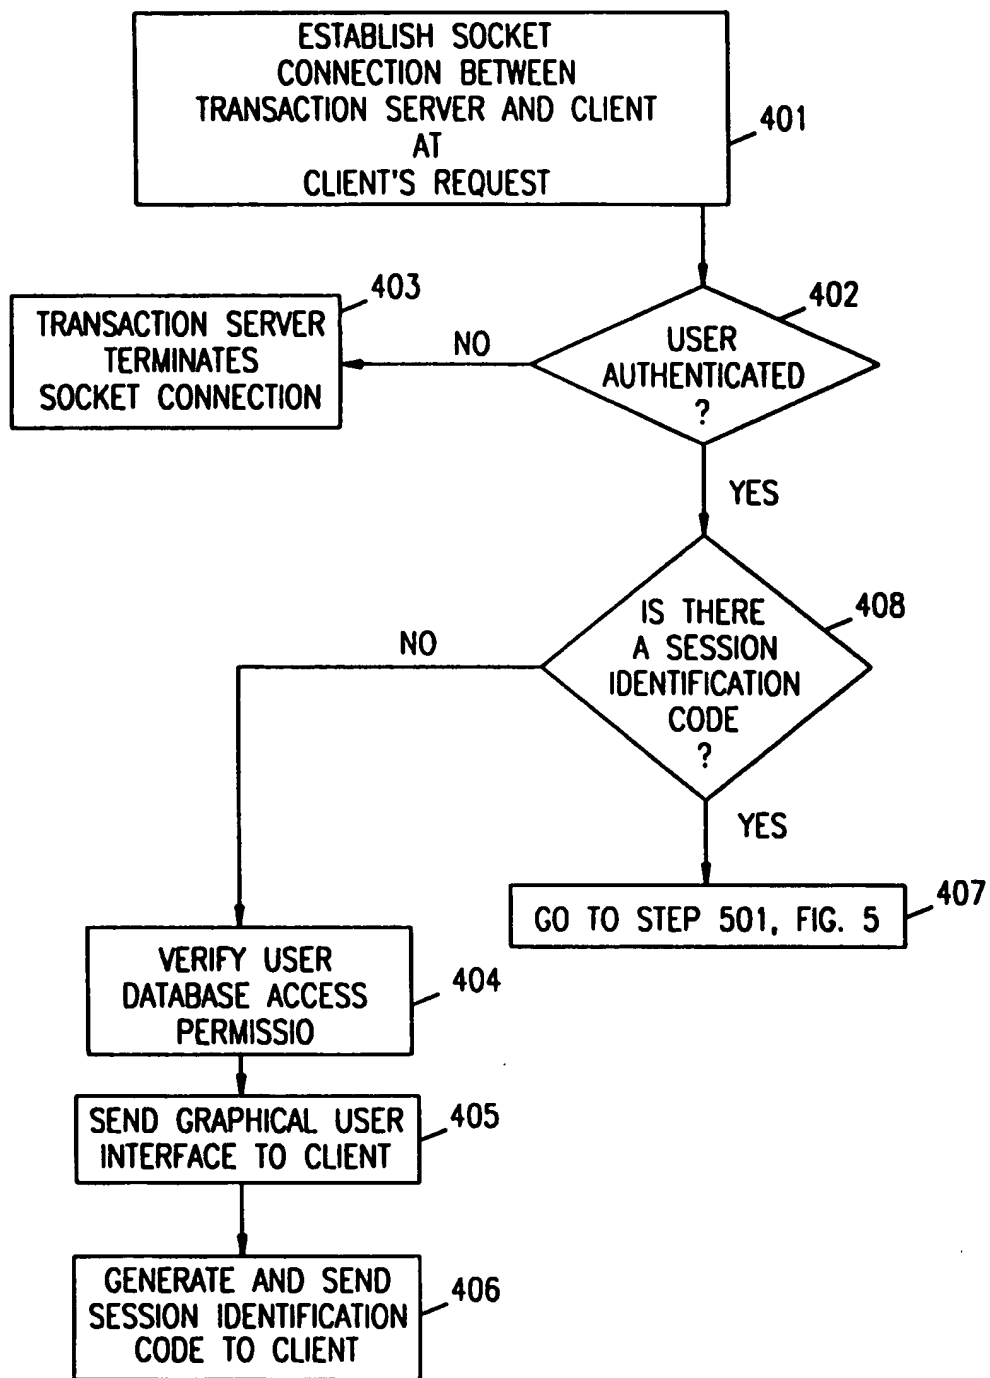 ESTABLISH SOCKET
CONNECTION BETWEEN
TRANSACTION SERVER AND CLIENT
AT
CLIENT'S REQUEST
401
403
TRANSACTION SERVER
TERMINATES
SOCKET CONNECTION
NO
402
USER
AUTHENTICATED
?
YES
408
IS THERE
A SESSION
IDENTIFICATION
CODE
?
NO
YES
407
GO TO STEP 501, FIG. 5
VERIFY USER
DATABASE ACCESS
PERMISSIO
404
SEND GRAPHICAL USER
INTERFACE TO CLIENT
405
GENERATE AND SEND
SESSION IDENTIFICATION
CODE TO CLIENT
406